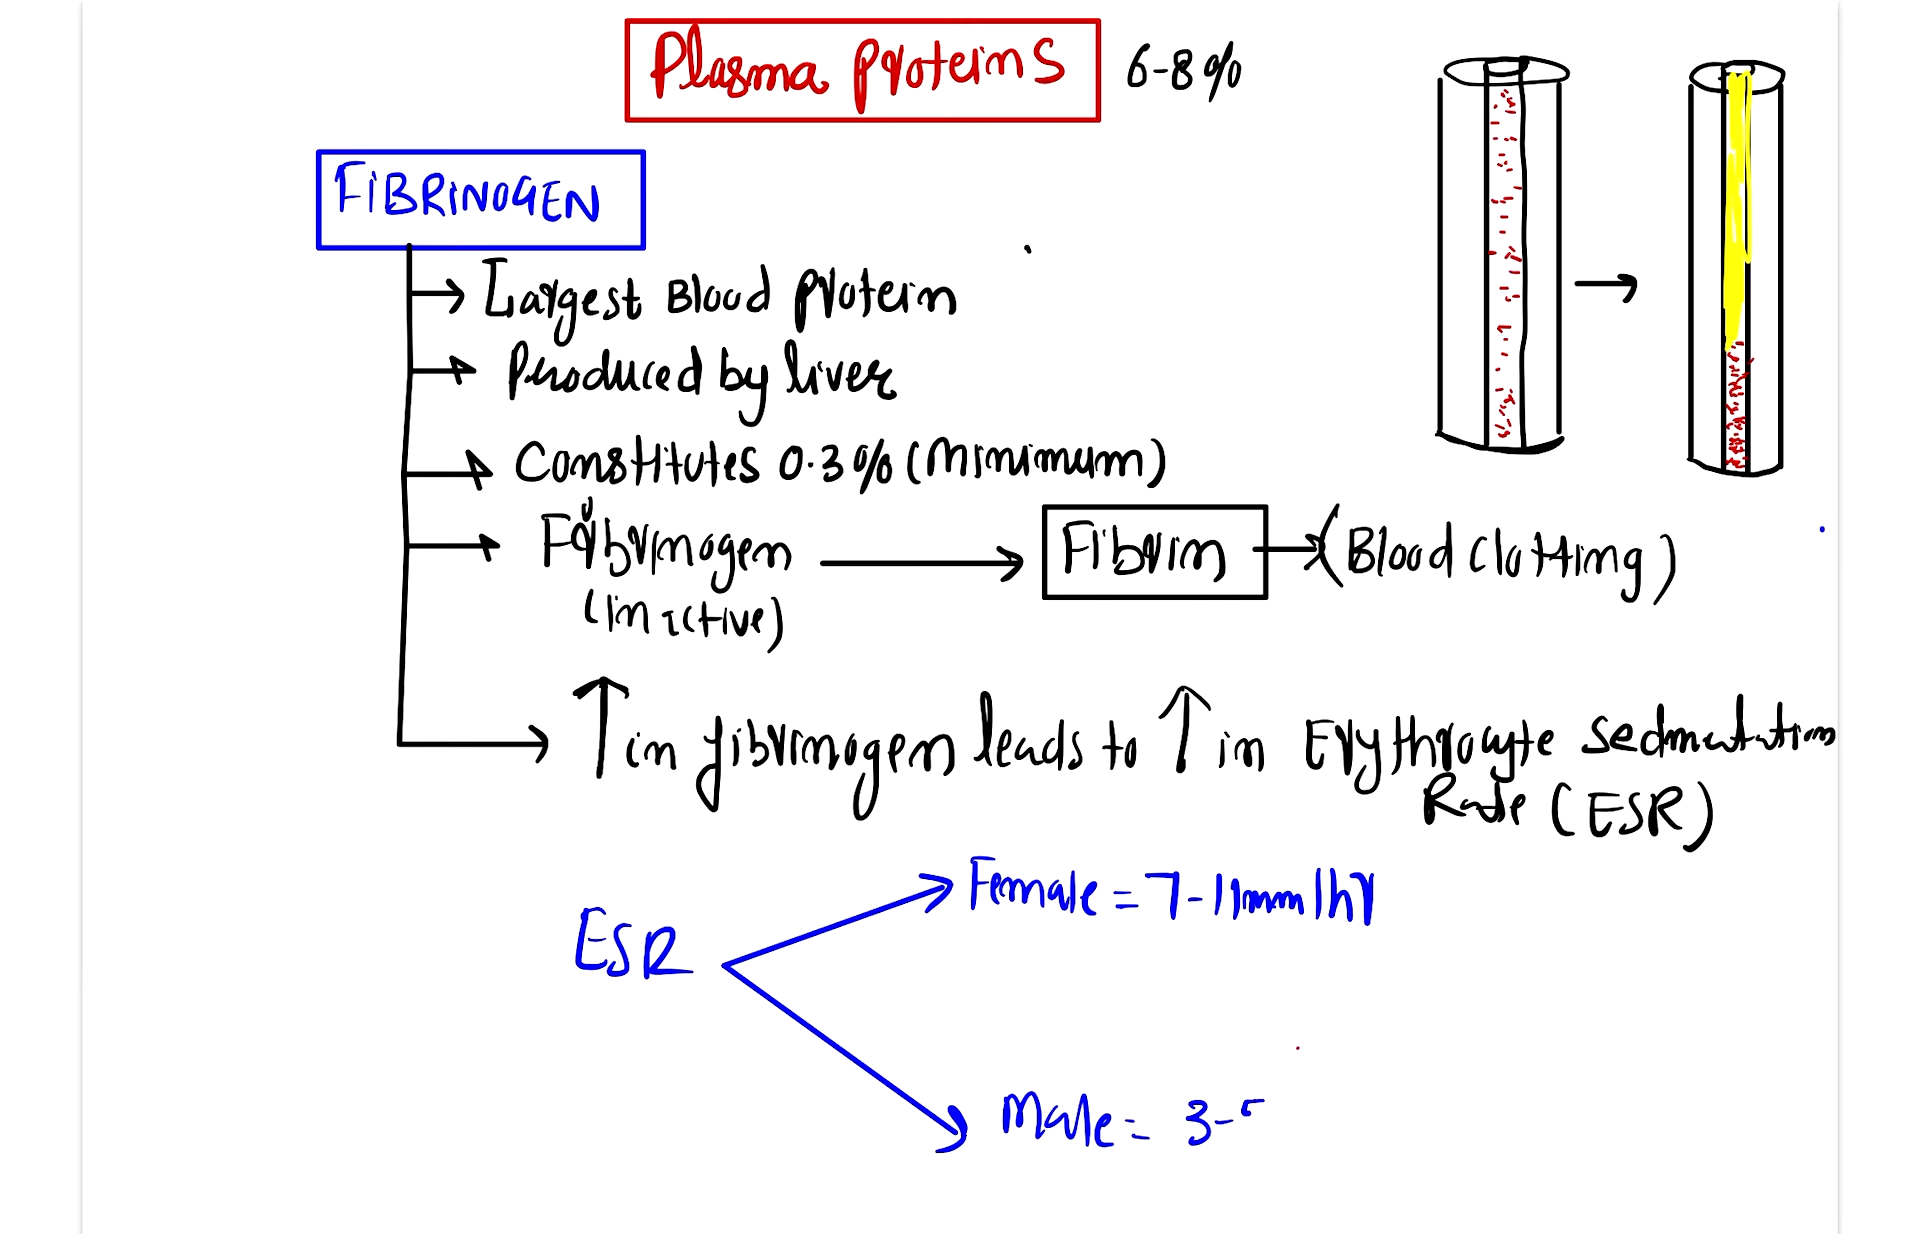 Plasma Proteins 6-8%
FIBRINOGEN
Largest Blood Protein
Produced by liver
Constitutes 0.3% (Minimum)
Fibrinogen Fibrin (Blood Clotting)
(Inactive)
↑ in fibrinogen leads to ↑ in Erythrocyte Sedimentation
Rate (ESR)
Female = 7-11mm/hr
ESR
Male = 3-